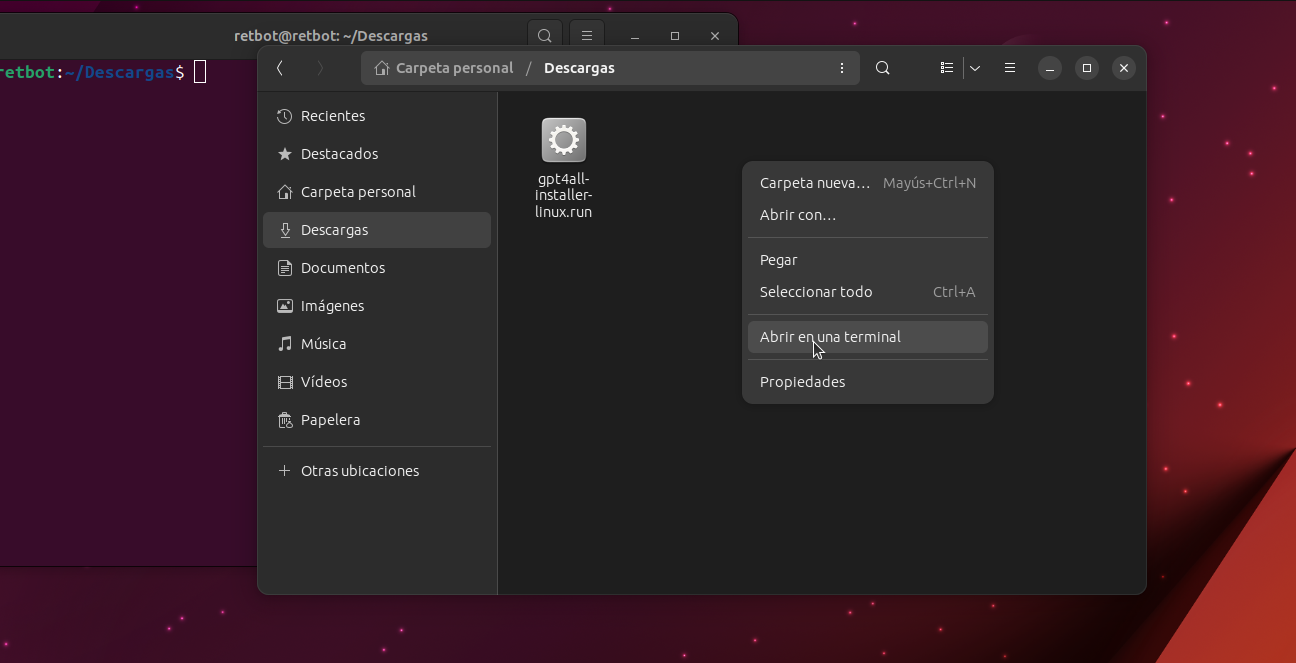 retbot@retbot: ~/Descargas
retbot:~/Descargas$
Carpeta personal / Descargas
Recientes
Destacados
Carpeta personal
Descargas
Documentos
Imágenes
Música
Vídeos
Papelera
Otras ubicaciones
gpt4all-
installer-
linux.run
Carpeta nueva… Mayús+Ctrl+N
Abrir con…
Pegar
Seleccionar todo Ctrl+A
Abrir en una terminal
Propiedades